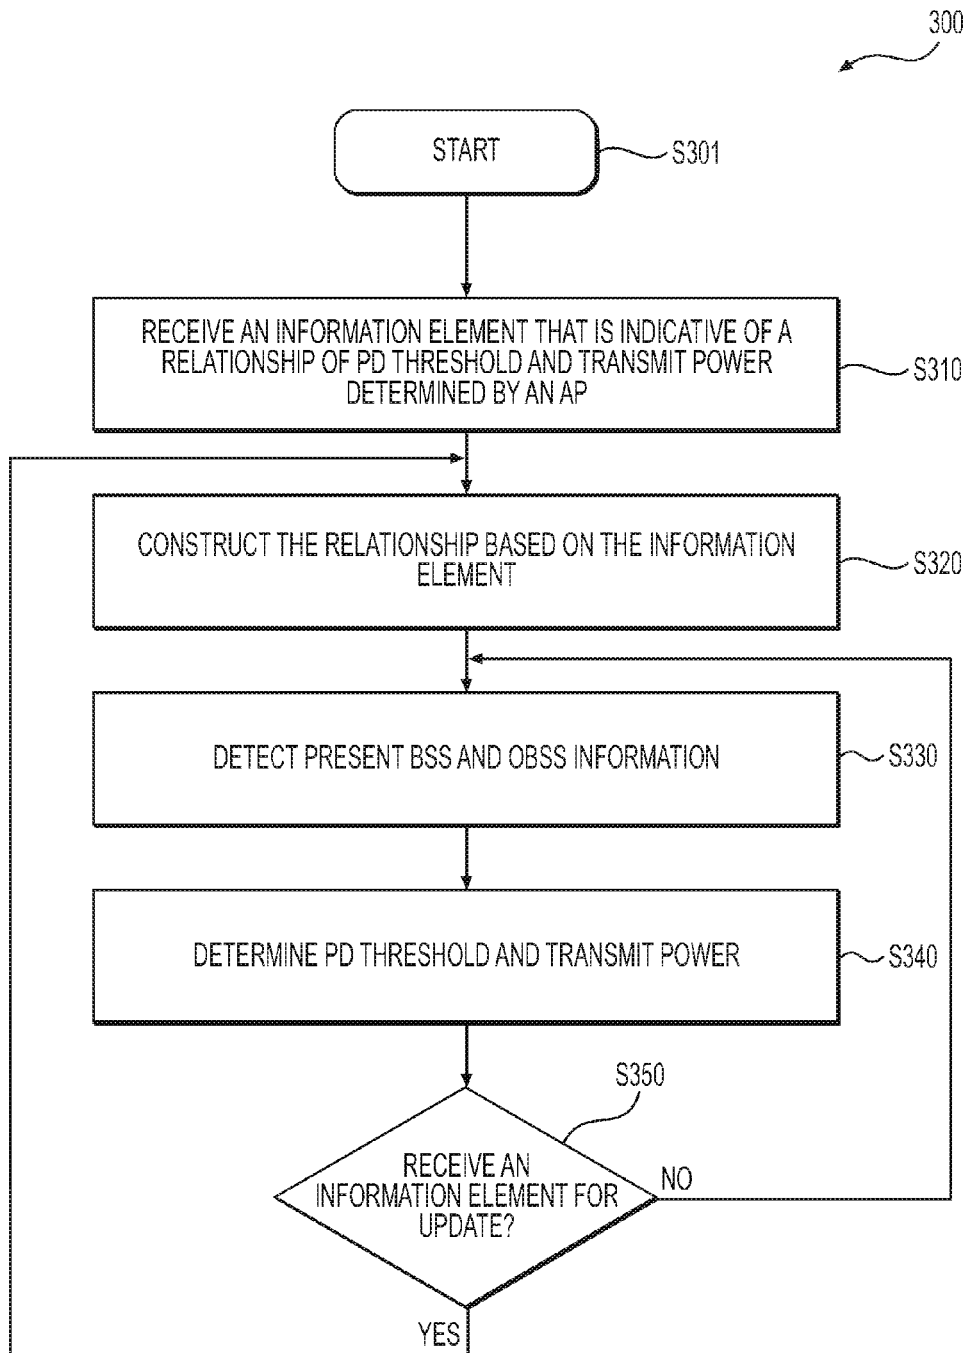 300
START
S301
RECEIVE AN INFORMATION ELEMENT THAT IS INDICATIVE OF A
RELATIONSHIP OF PD THRESHOLD AND TRANSMIT POWER
DETERMINED BY AN AP
S310
CONSTRUCT THE RELATIONSHIP BASED ON THE INFORMATION
ELEMENT
S320
DETECT PRESENT BSS AND OBSS INFORMATION
S330
DETERMINE PD THRESHOLD AND TRANSMIT POWER
S340
S350
RECEIVE AN
INFORMATION ELEMENT FOR
UPDATE?
NO
YES